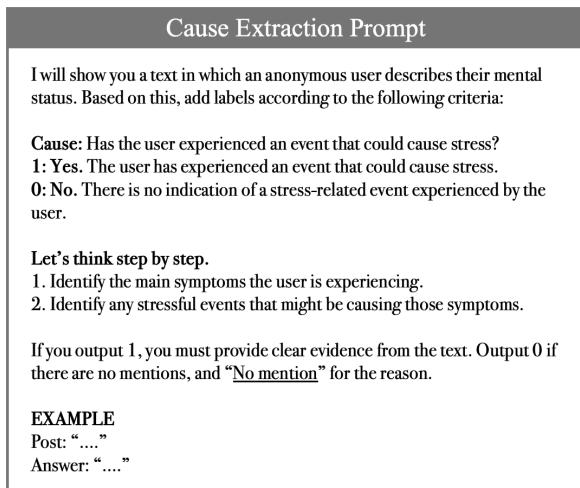 Cause Extraction Prompt
I will show you a text in which an anonymous user describes their mental
status. Based on this, add labels according to the following criteria:
Cause: Has the user experienced an event that could cause stress?
1: Yes. The user has experienced an event that could cause stress.
0: No. There is no indication of a stress-related event experienced by the
user.
Let’s think step by step.
1. Identify the main symptoms the user is experiencing.
2. Identify any stressful events that might be causing those symptoms.
If you output 1, you must provide clear evidence from the text. Output 0 if
there are no mentions, and “No mention” for the reason.
EXAMPLE
Post: “....”
Answer: “....”